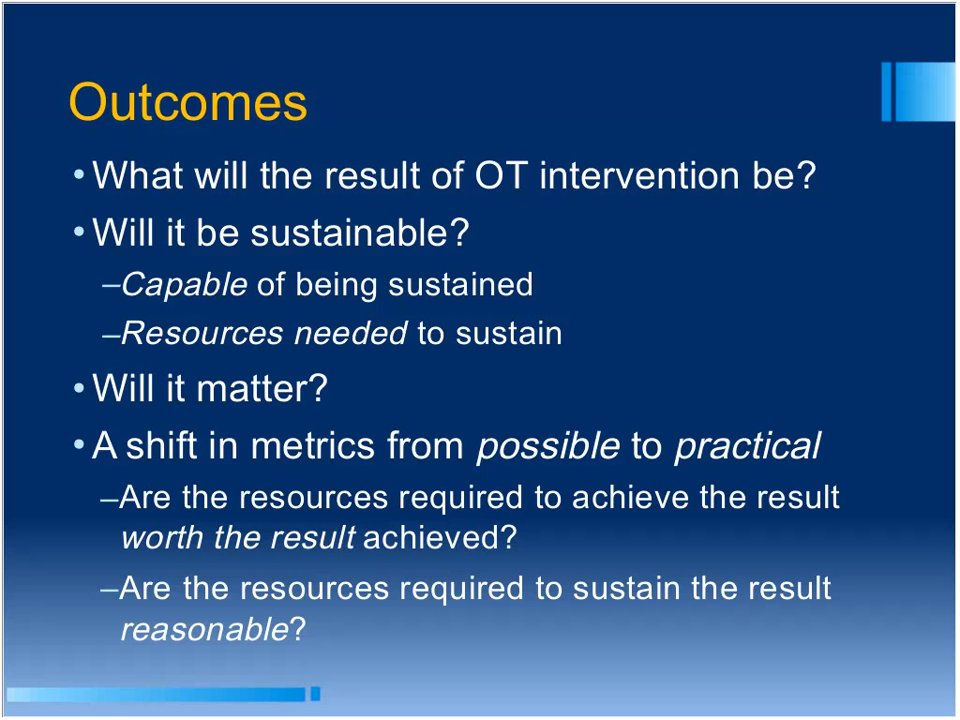 Outcomes
• What will the result of OT intervention be?
• Will it be sustainable?
–Capable of being sustained
–Resources needed to sustain
• Will it matter?
• A shift in metrics from possible to practical
–Are the resources required to achieve the result
worth the result achieved?
–Are the resources required to sustain the result
reasonable?